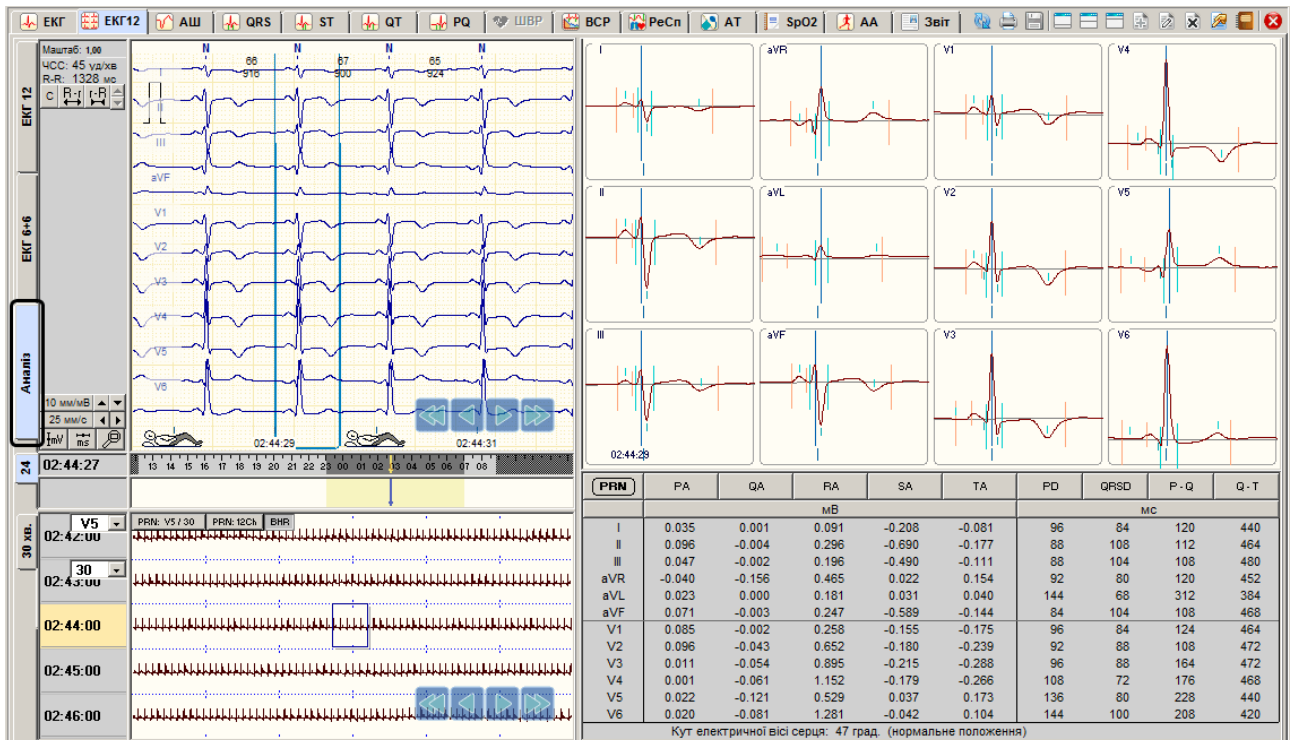 ЕКГ ЕКГ12 АШ QRS ST QT PQ ШВР ВСР РеСп АТ SpO2 АА Звіт
ЕКГ 12
ЕКГ 6+6
Аналіз
24
30 хв.
Маштаб: 1,00
ЧСС: 45 уд/хв
R-R: 1328 мс
C R-r r-R
10 мм/мВ
25 мм/с
mV ms
N N N N
66 67 65
916 900 924
I
II
III
aVF
V1
V2
V3
V4
V5
V6
02:44:29 02:44:31
I aVR V1 V4
II aVL V2 V5
III aVF V3 V6
02:44:29
02:44:27
13 14 15 16 17 18 19 20 21 22 23 00 01 02 03 04 05 06 07 08
V5
PRN: V5 / 30 PRN: 12Ch BHR
02:42:00
30
02:43:00
02:44:00
02:45:00
02:46:00
PRN PA QA RA SA TA PD QRSD P - Q Q - T
мВ мс
I 0.035 0.001 0.091 -0.208 -0.081 96 84 120 440
II 0.096 -0.004 0.296 -0.690 -0.177 88 108 112 464
III 0.047 -0.002 0.196 -0.490 -0.111 88 104 108 480
aVR -0.040 -0.156 0.465 0.022 0.154 92 80 120 452
aVL 0.023 0.000 0.181 0.031 0.040 144 68 312 384
aVF 0.071 -0.003 0.247 -0.589 -0.144 84 104 108 468
V1 0.085 -0.002 0.258 -0.155 -0.175 96 84 124 464
V2 0.096 -0.043 0.652 -0.180 -0.239 92 88 108 472
V3 0.011 -0.054 0.895 -0.215 -0.288 96 88 164 472
V4 0.001 -0.061 1.152 -0.179 -0.266 108 72 176 468
V5 0.022 -0.121 0.529 0.037 0.173 136 80 228 440
V6 0.020 -0.081 1.281 -0.042 0.104 144 100 208 420
Кут електричної вісі серця: 47 град. (нормальне положення)